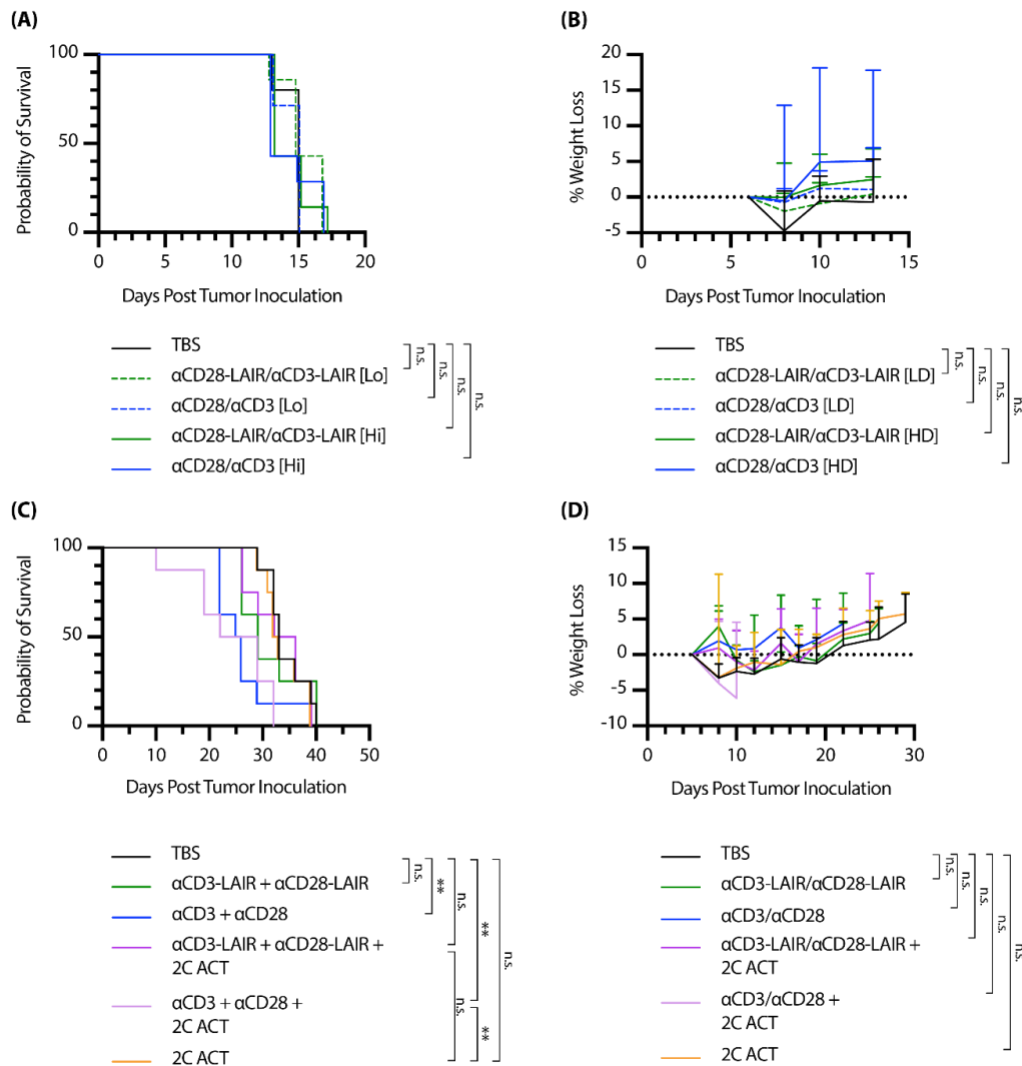 (A)
Probability of Survival
100
50
0
0 5 10 15 20
Days Post Tumor Inoculation
TBS
αCD28-LAIR/αCD3-LAIR [Lo]
αCD28/αCD3 [Lo]
αCD28-LAIR/αCD3-LAIR [Hi]
αCD28/αCD3 [Hi]
n.s.
n.s.
n.s.
n.s.
(B)
% Weight Loss
20
15
10
5
0
-5
0 5 10 15
Days Post Tumor Inoculation
TBS
αCD28-LAIR/αCD3-LAIR [LD]
αCD28/αCD3 [LD]
αCD28-LAIR/αCD3-LAIR [HD]
αCD28/αCD3 [HD]
n.s.
n.s.
n.s.
n.s.
(C)
Probability of Survival
100
50
0
0 10 20 30 40 50
Days Post Tumor Inoculation
TBS
αCD3-LAIR + αCD28-LAIR
αCD3 + αCD28
αCD3-LAIR + αCD28-LAIR +
2C ACT
αCD3 + αCD28 +
2C ACT
2C ACT
n.s.
**
n.s.
**
n.s.
n.s.
**
(D)
% Weight Loss
15
10
5
0
-5
-10
0 10 20 30
Days Post Tumor Inoculation
TBS
αCD3-LAIR/αCD28-LAIR
αCD3/αCD28
αCD3-LAIR/αCD28-LAIR +
2C ACT
αCD3/αCD28 +
2C ACT
2C ACT
n.s.
n.s.
n.s.
n.s.
n.s.